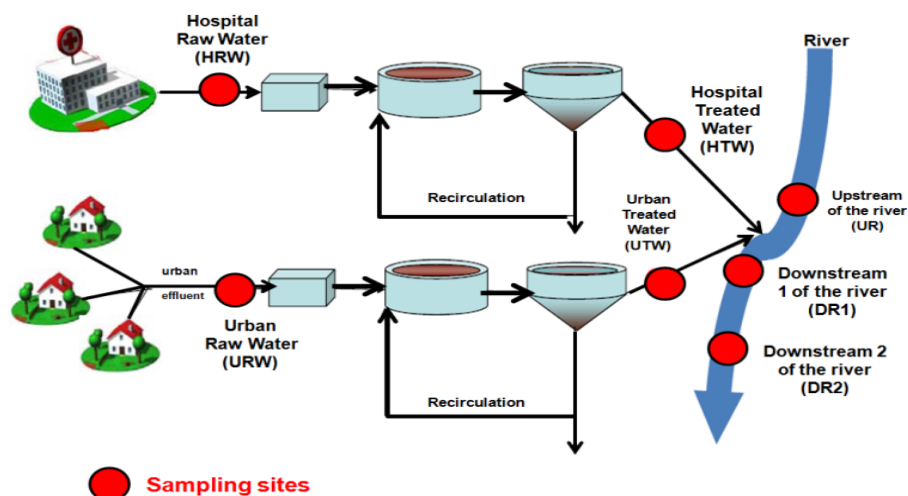 Hospital
Raw Water
(HRW)
River
Hospital
Treated
Water
(HTW)
Recirculation
Urban
Treated
Water
(UTW)
Upstream
of the river
(UR)
urban
effluent
Urban
Raw Water
(URW)
Downstream
1 of the river
(DR1)
Downstream 2
of the river
(DR2)
Recirculation
Sampling sites